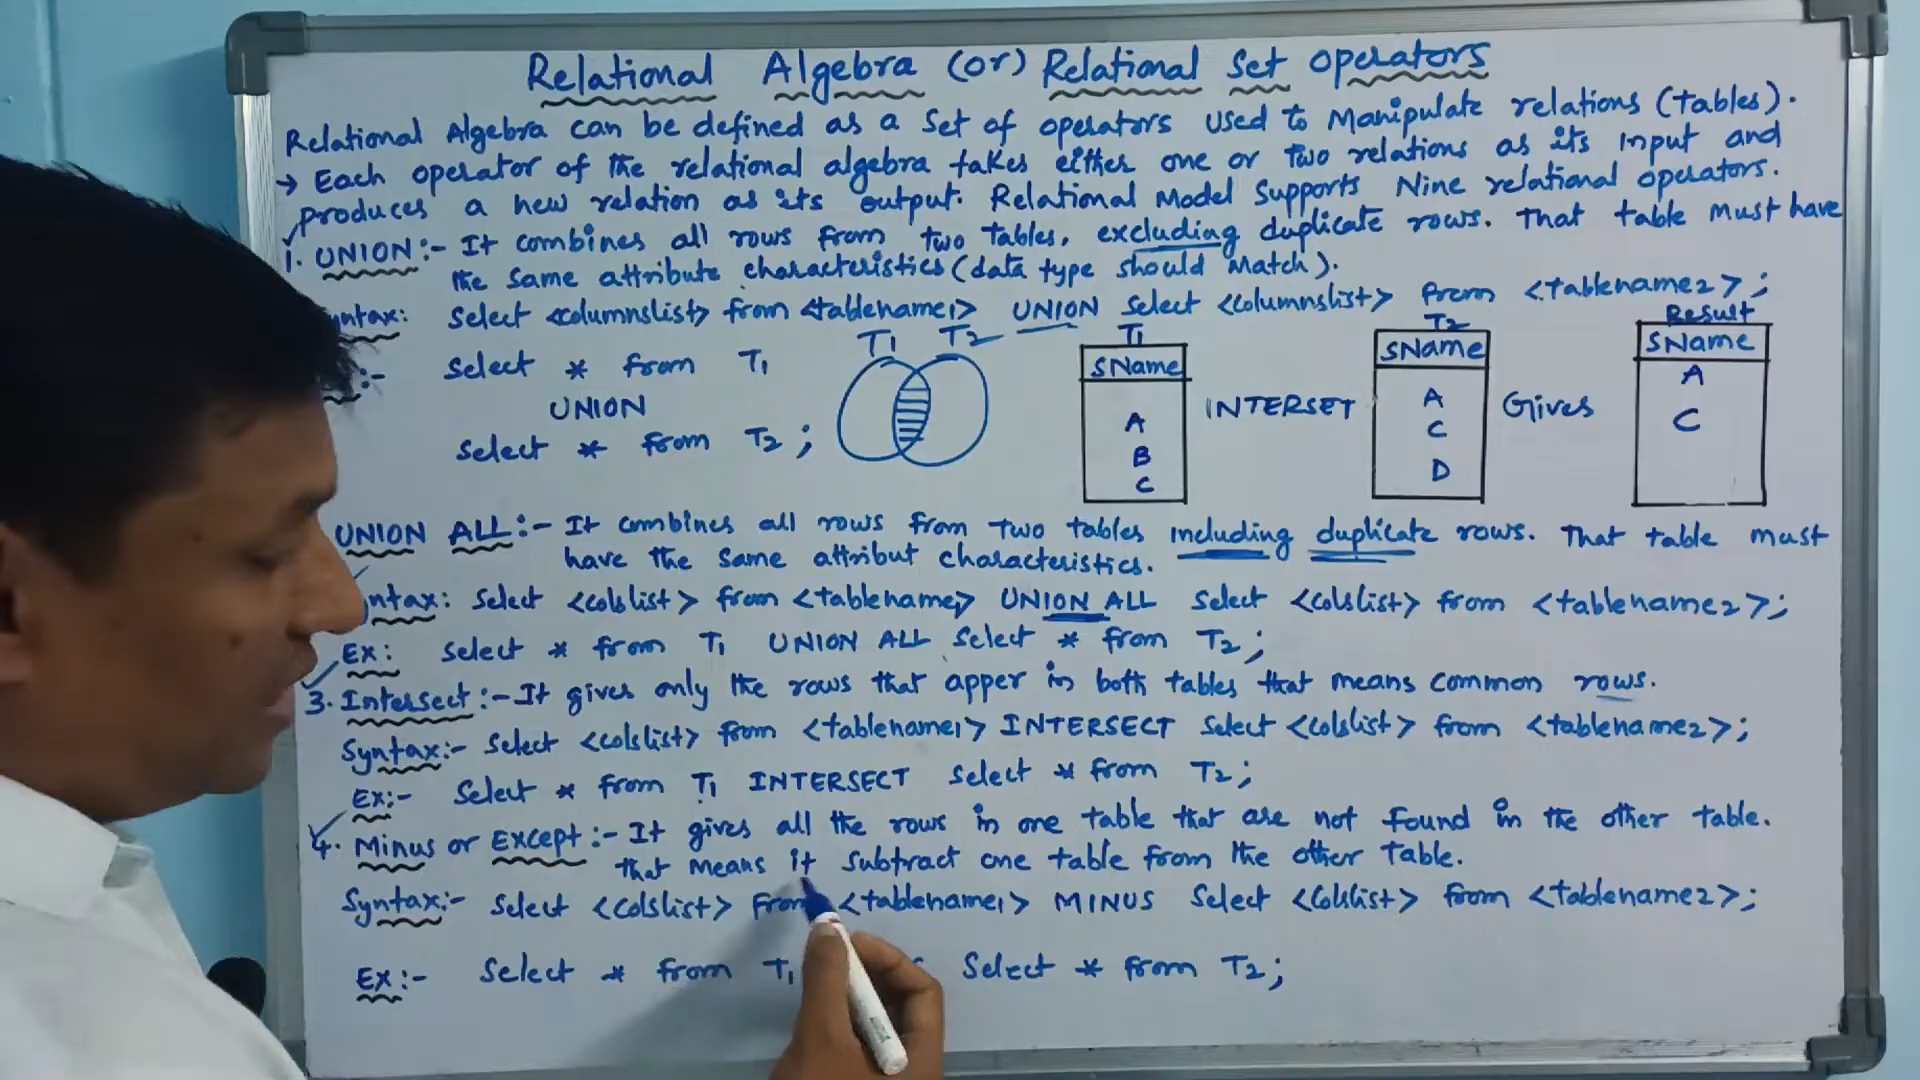 Relational Algebra (or) Relational Set Operators
Relational Algebra can be defined as a set of operators used to Manipulate relations (tables).
→ Each operator of the relational algebra takes either one or two relations as its input and
produces a new relation as its output. Relational Model Supports Nine relational operators.
1. UNION:- It combines all rows from two tables, excluding duplicate rows. That table must have
the same attribute characteristics (data type should Match).
ntax: Select <columnslist> from <tablename1> UNION Select <columnslist> from <tablename2>;
:- Select * from T1
UNION
Select * from T2;
T1 T2
T1
SName
A
B
C
INTERSET
T2
SName
A
C
D
Gives
Result
SName
A
C
UNION ALL:- It combines all rows from two tables including duplicate rows. That table must
have the same attribut characteristics.
ntax: Select <colslist> from <tablename1> UNION ALL Select <colslist> from <tablename2>;
Ex: Select * from T1 UNION ALL Select * from T2;
3. Intersect:- It gives only the rows that apper in both tables that means common rows.
Syntax:- Select <colslist> from <tablename1> INTERSECT Select <colslist> from <tablename2>;
Ex:- Select * from T1 INTERSECT Select * from T2;
4. Minus or Except:- It gives all the rows in one table that are not found in the other table.
that means it subtract one table from the other table.
Syntax:- Select <colslist> from <tablename1> MINUS Select <colslist> from <tablename2>;
Ex:- Select * from T1 Select * from T2;